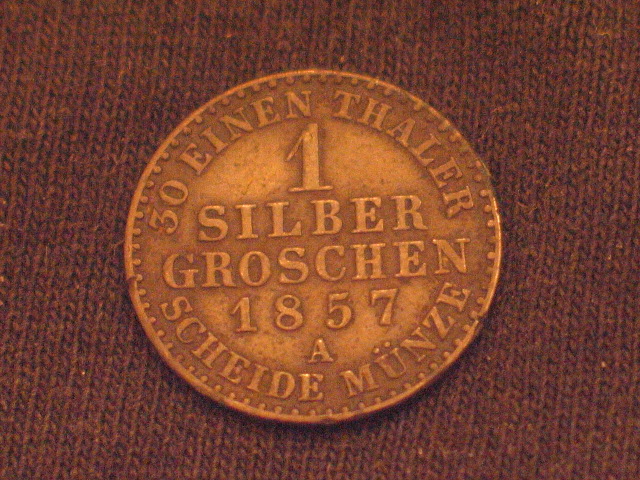 30 EINEN THALER
1
SILBER
GROSCHEN
1857
A
SCHEIDE MÜNZE